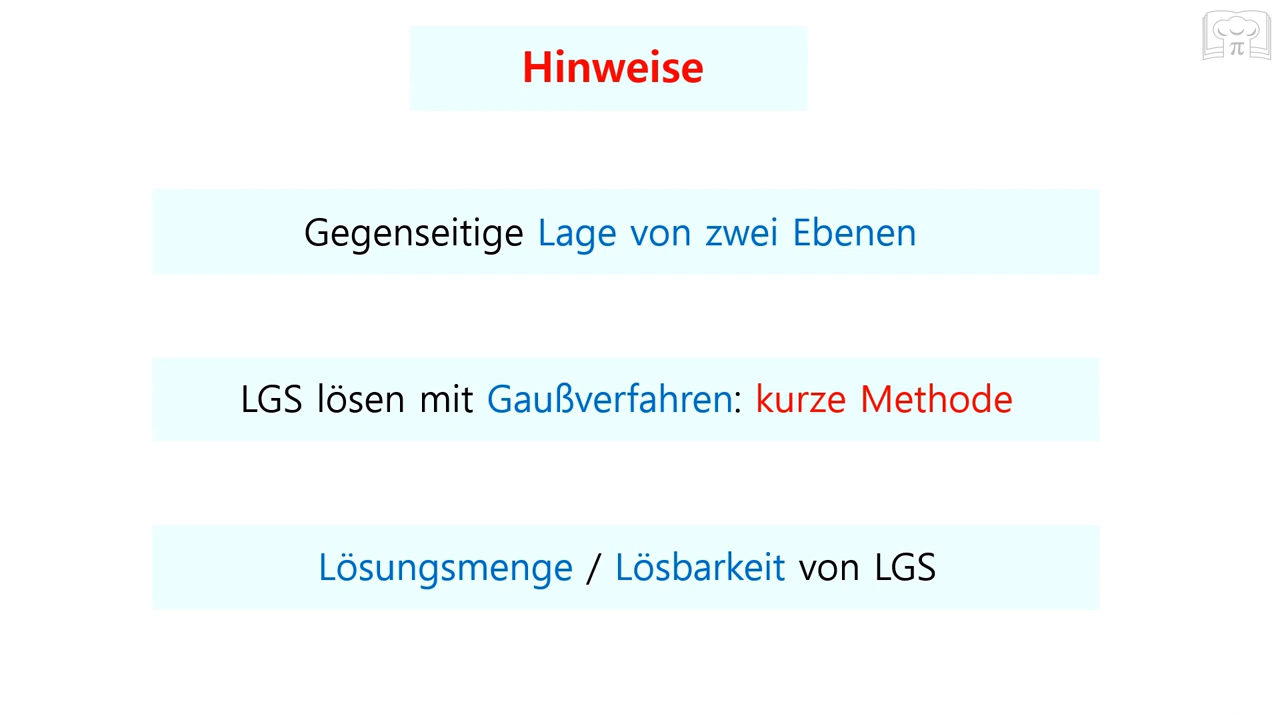 Hinweise
Gegenseitige Lage von zwei Ebenen
LGS lösen mit Gaußverfahren: kurze Methode
Lösungsmenge / Lösbarkeit von LGS
π